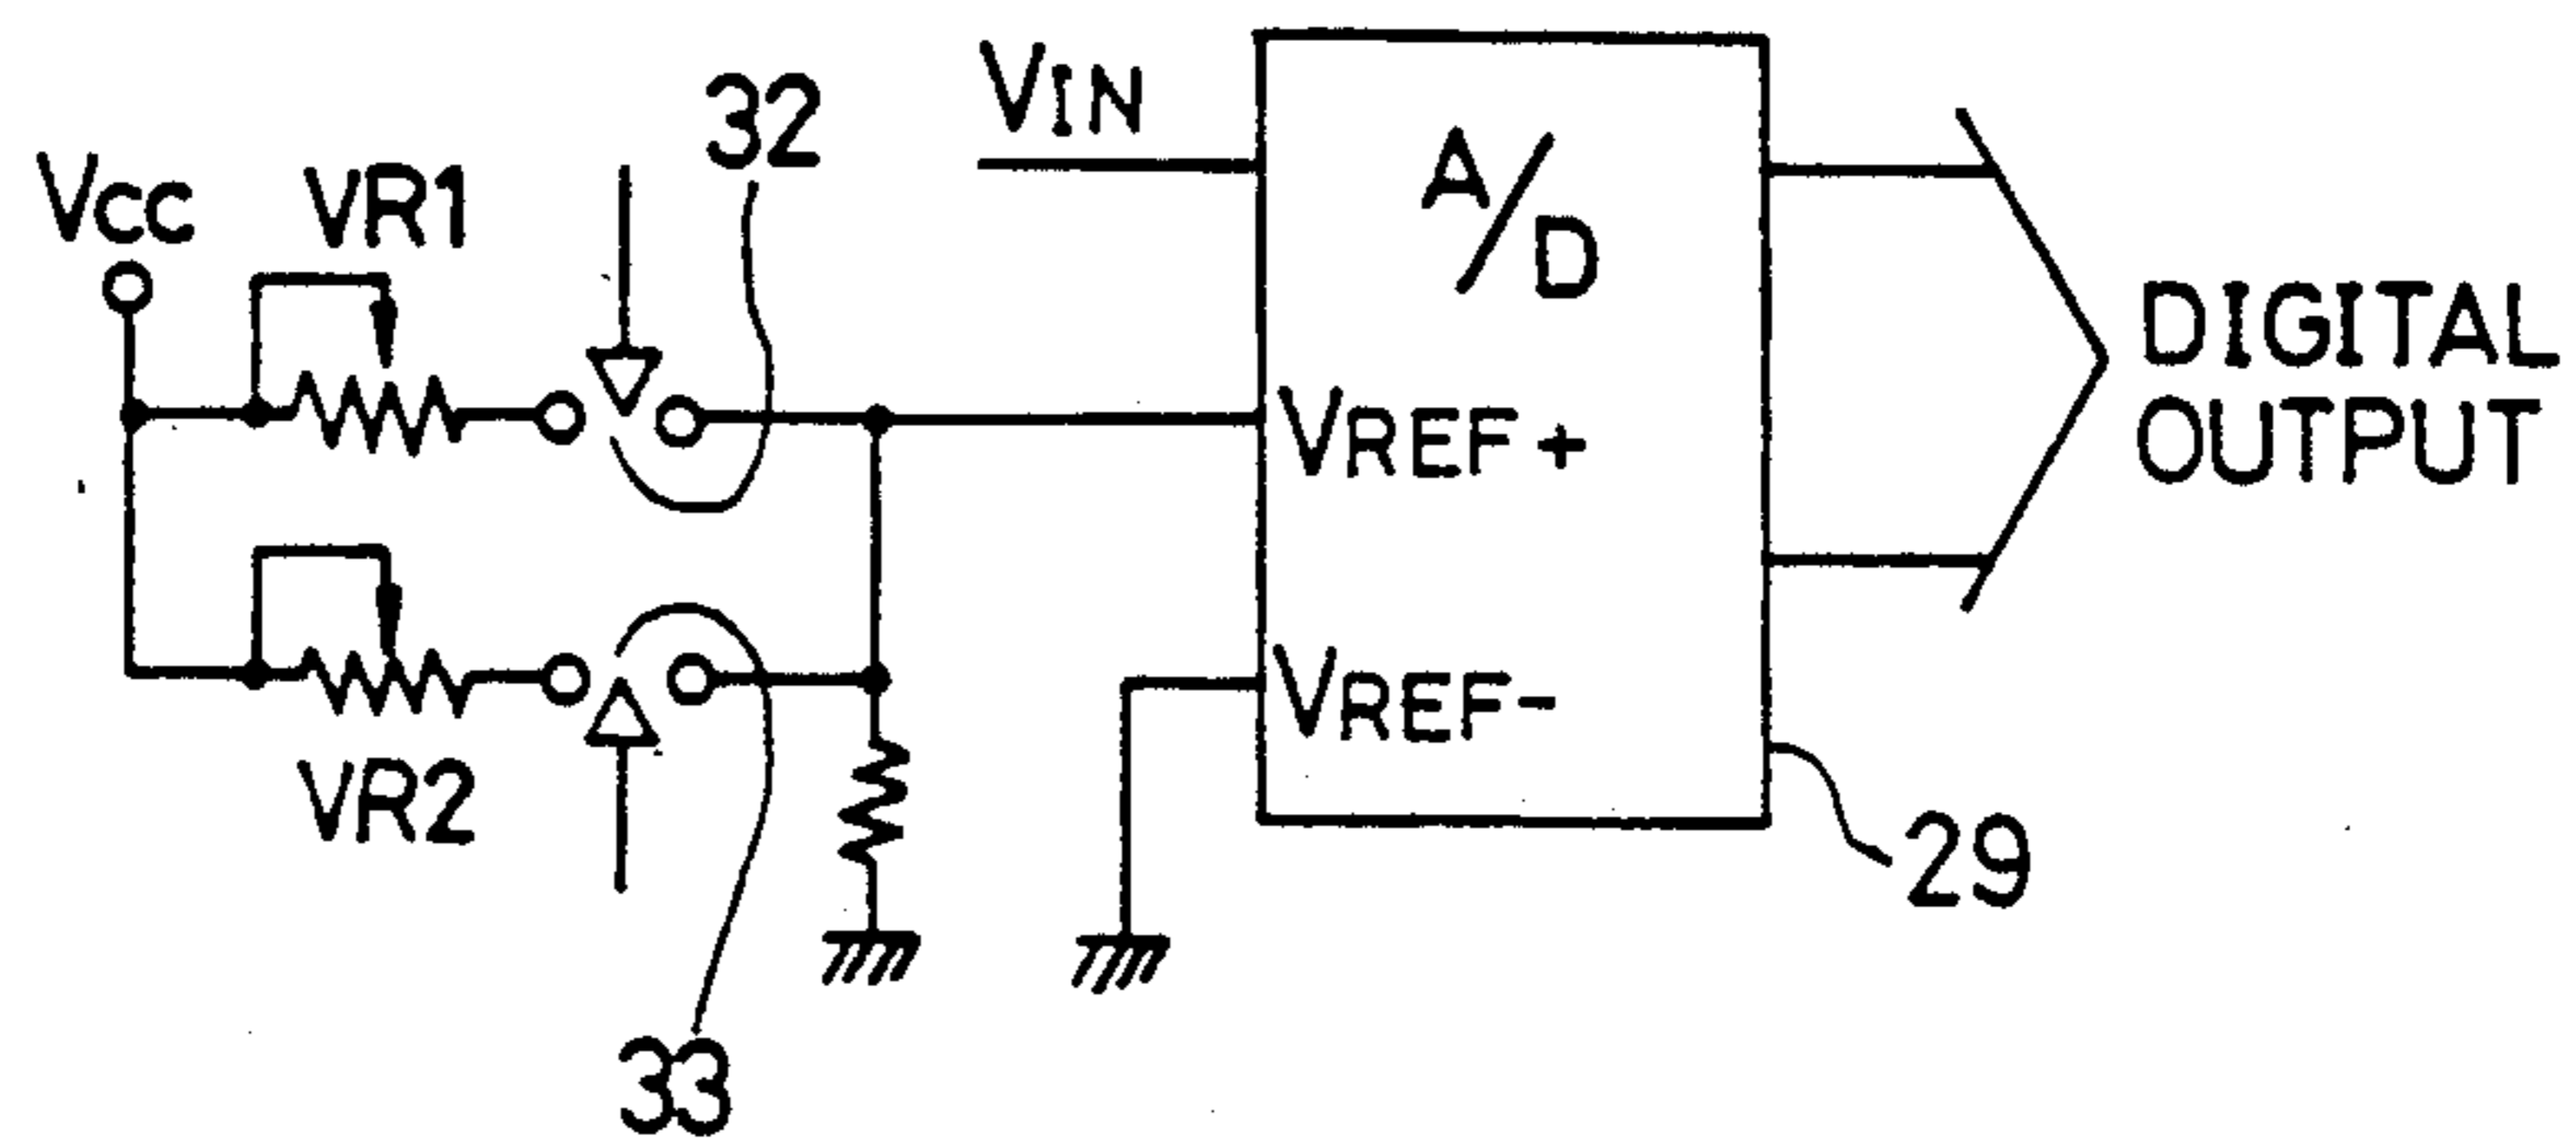 VCC
VR1
32
VIN
A/D
VREF+
VREF-
DIGITAL
OUTPUT
VR2
29
33